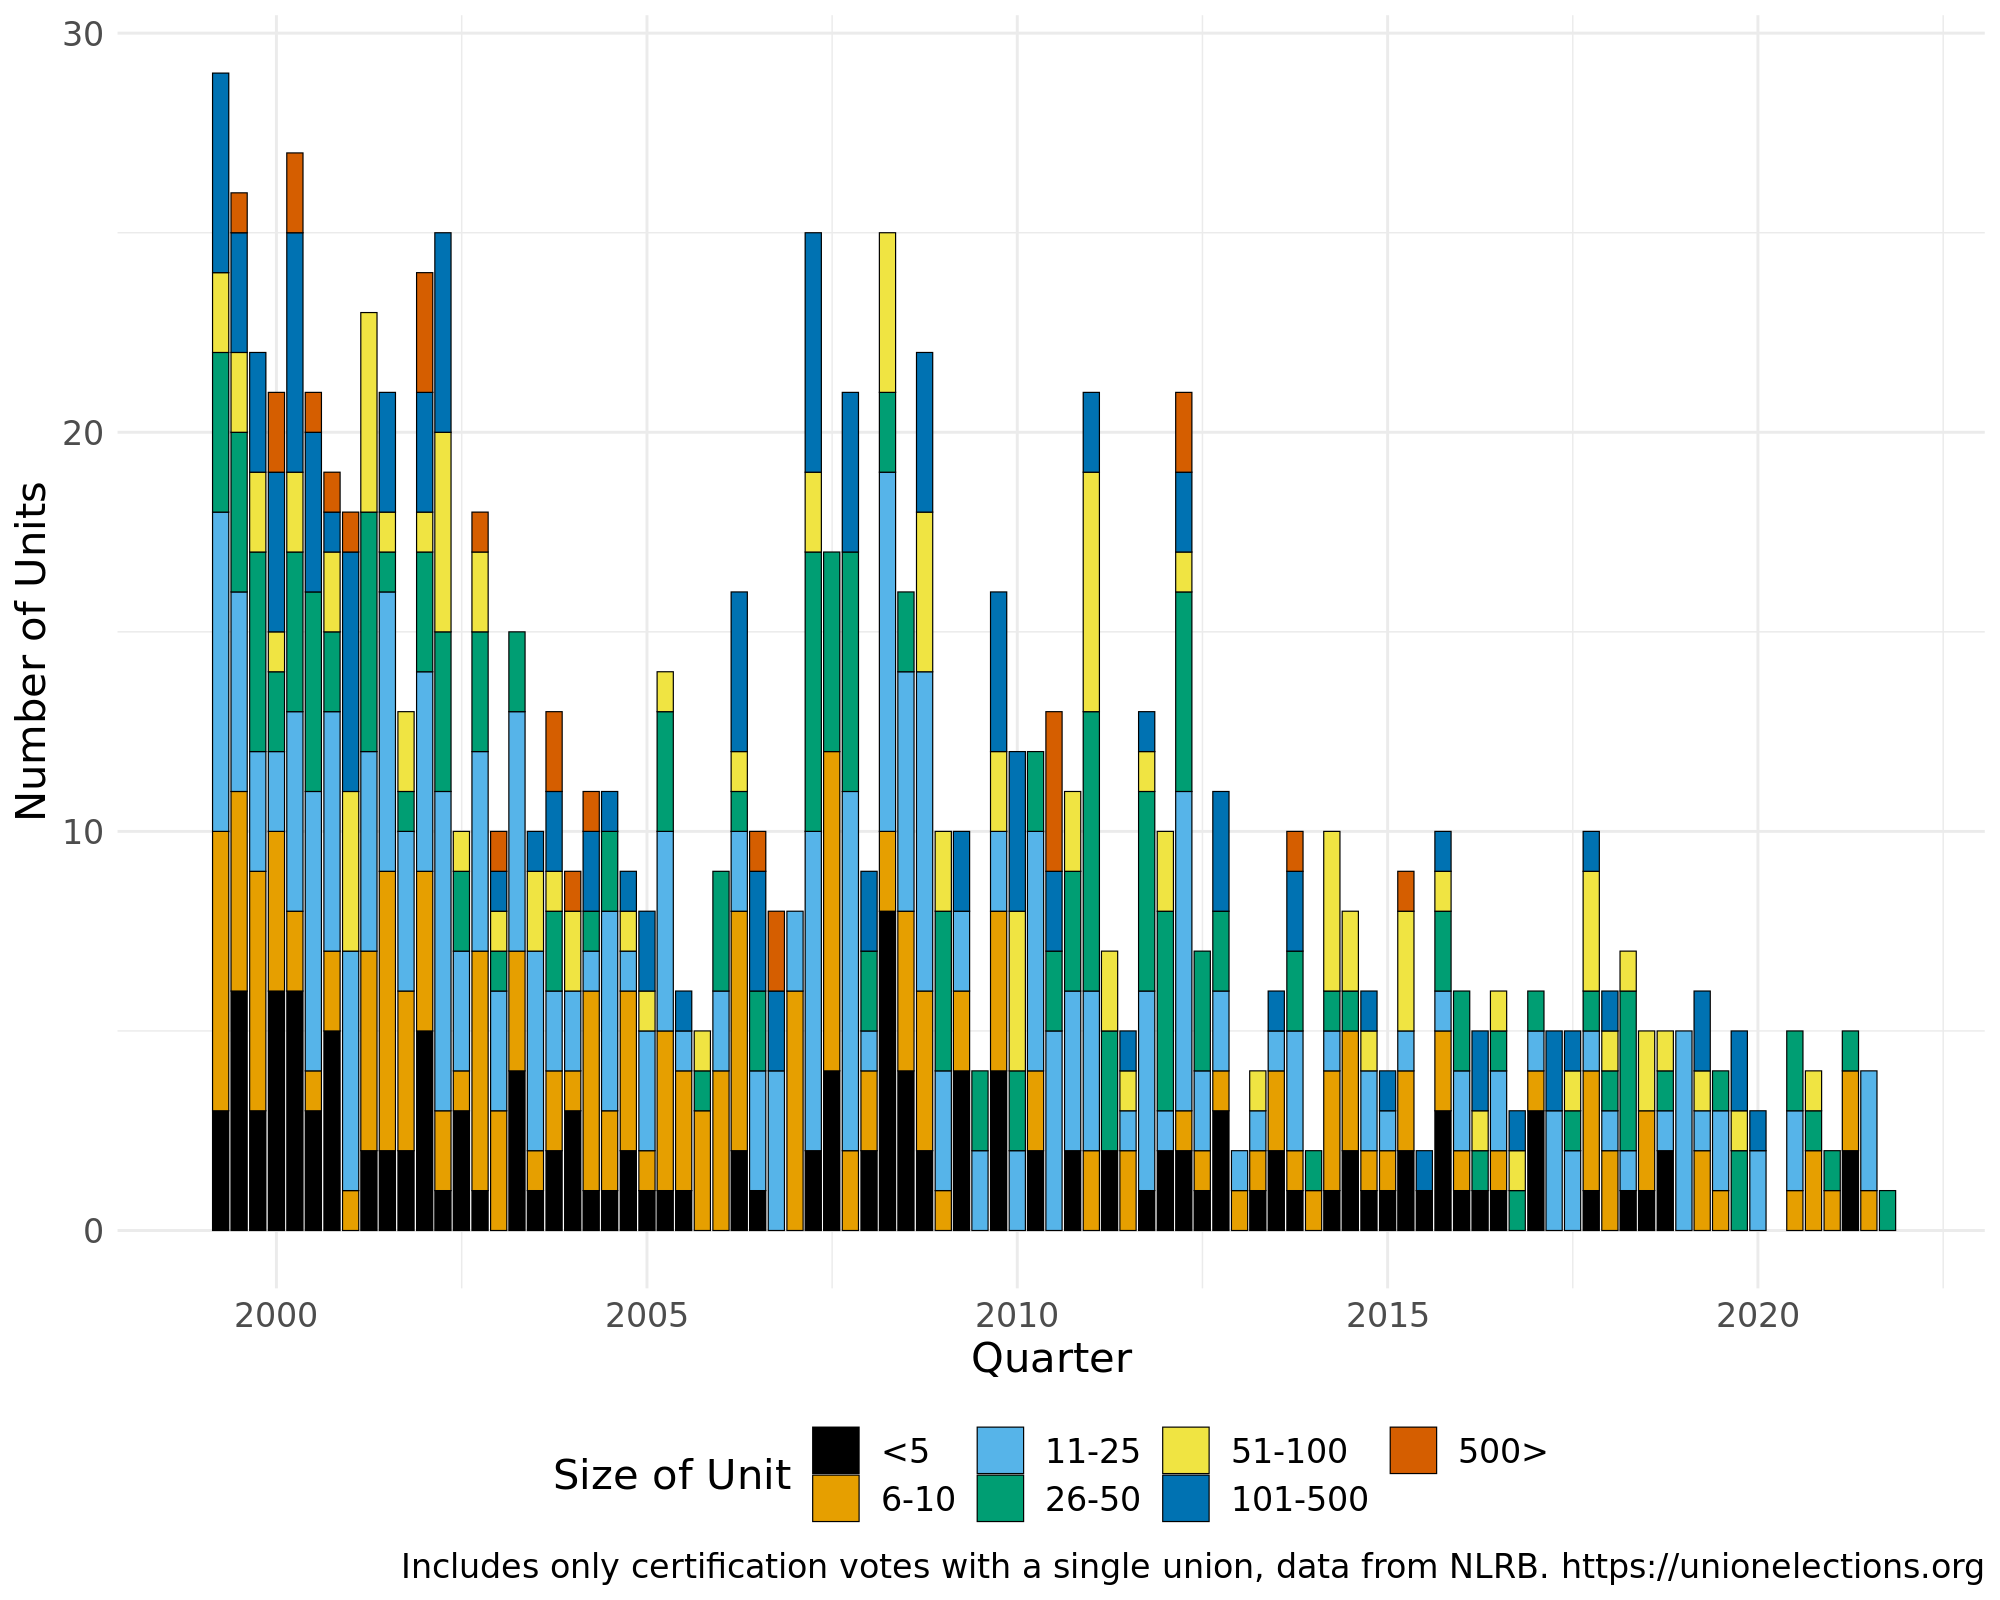 30
20
10
0
Number of Units
2000 2005 2010 2015 2020
Quarter
Size of Unit
<5 11-25 51-100 500>
6-10 26-50 101-500
Includes only certification votes with a single union, data from NLRB. https://unionelections.org